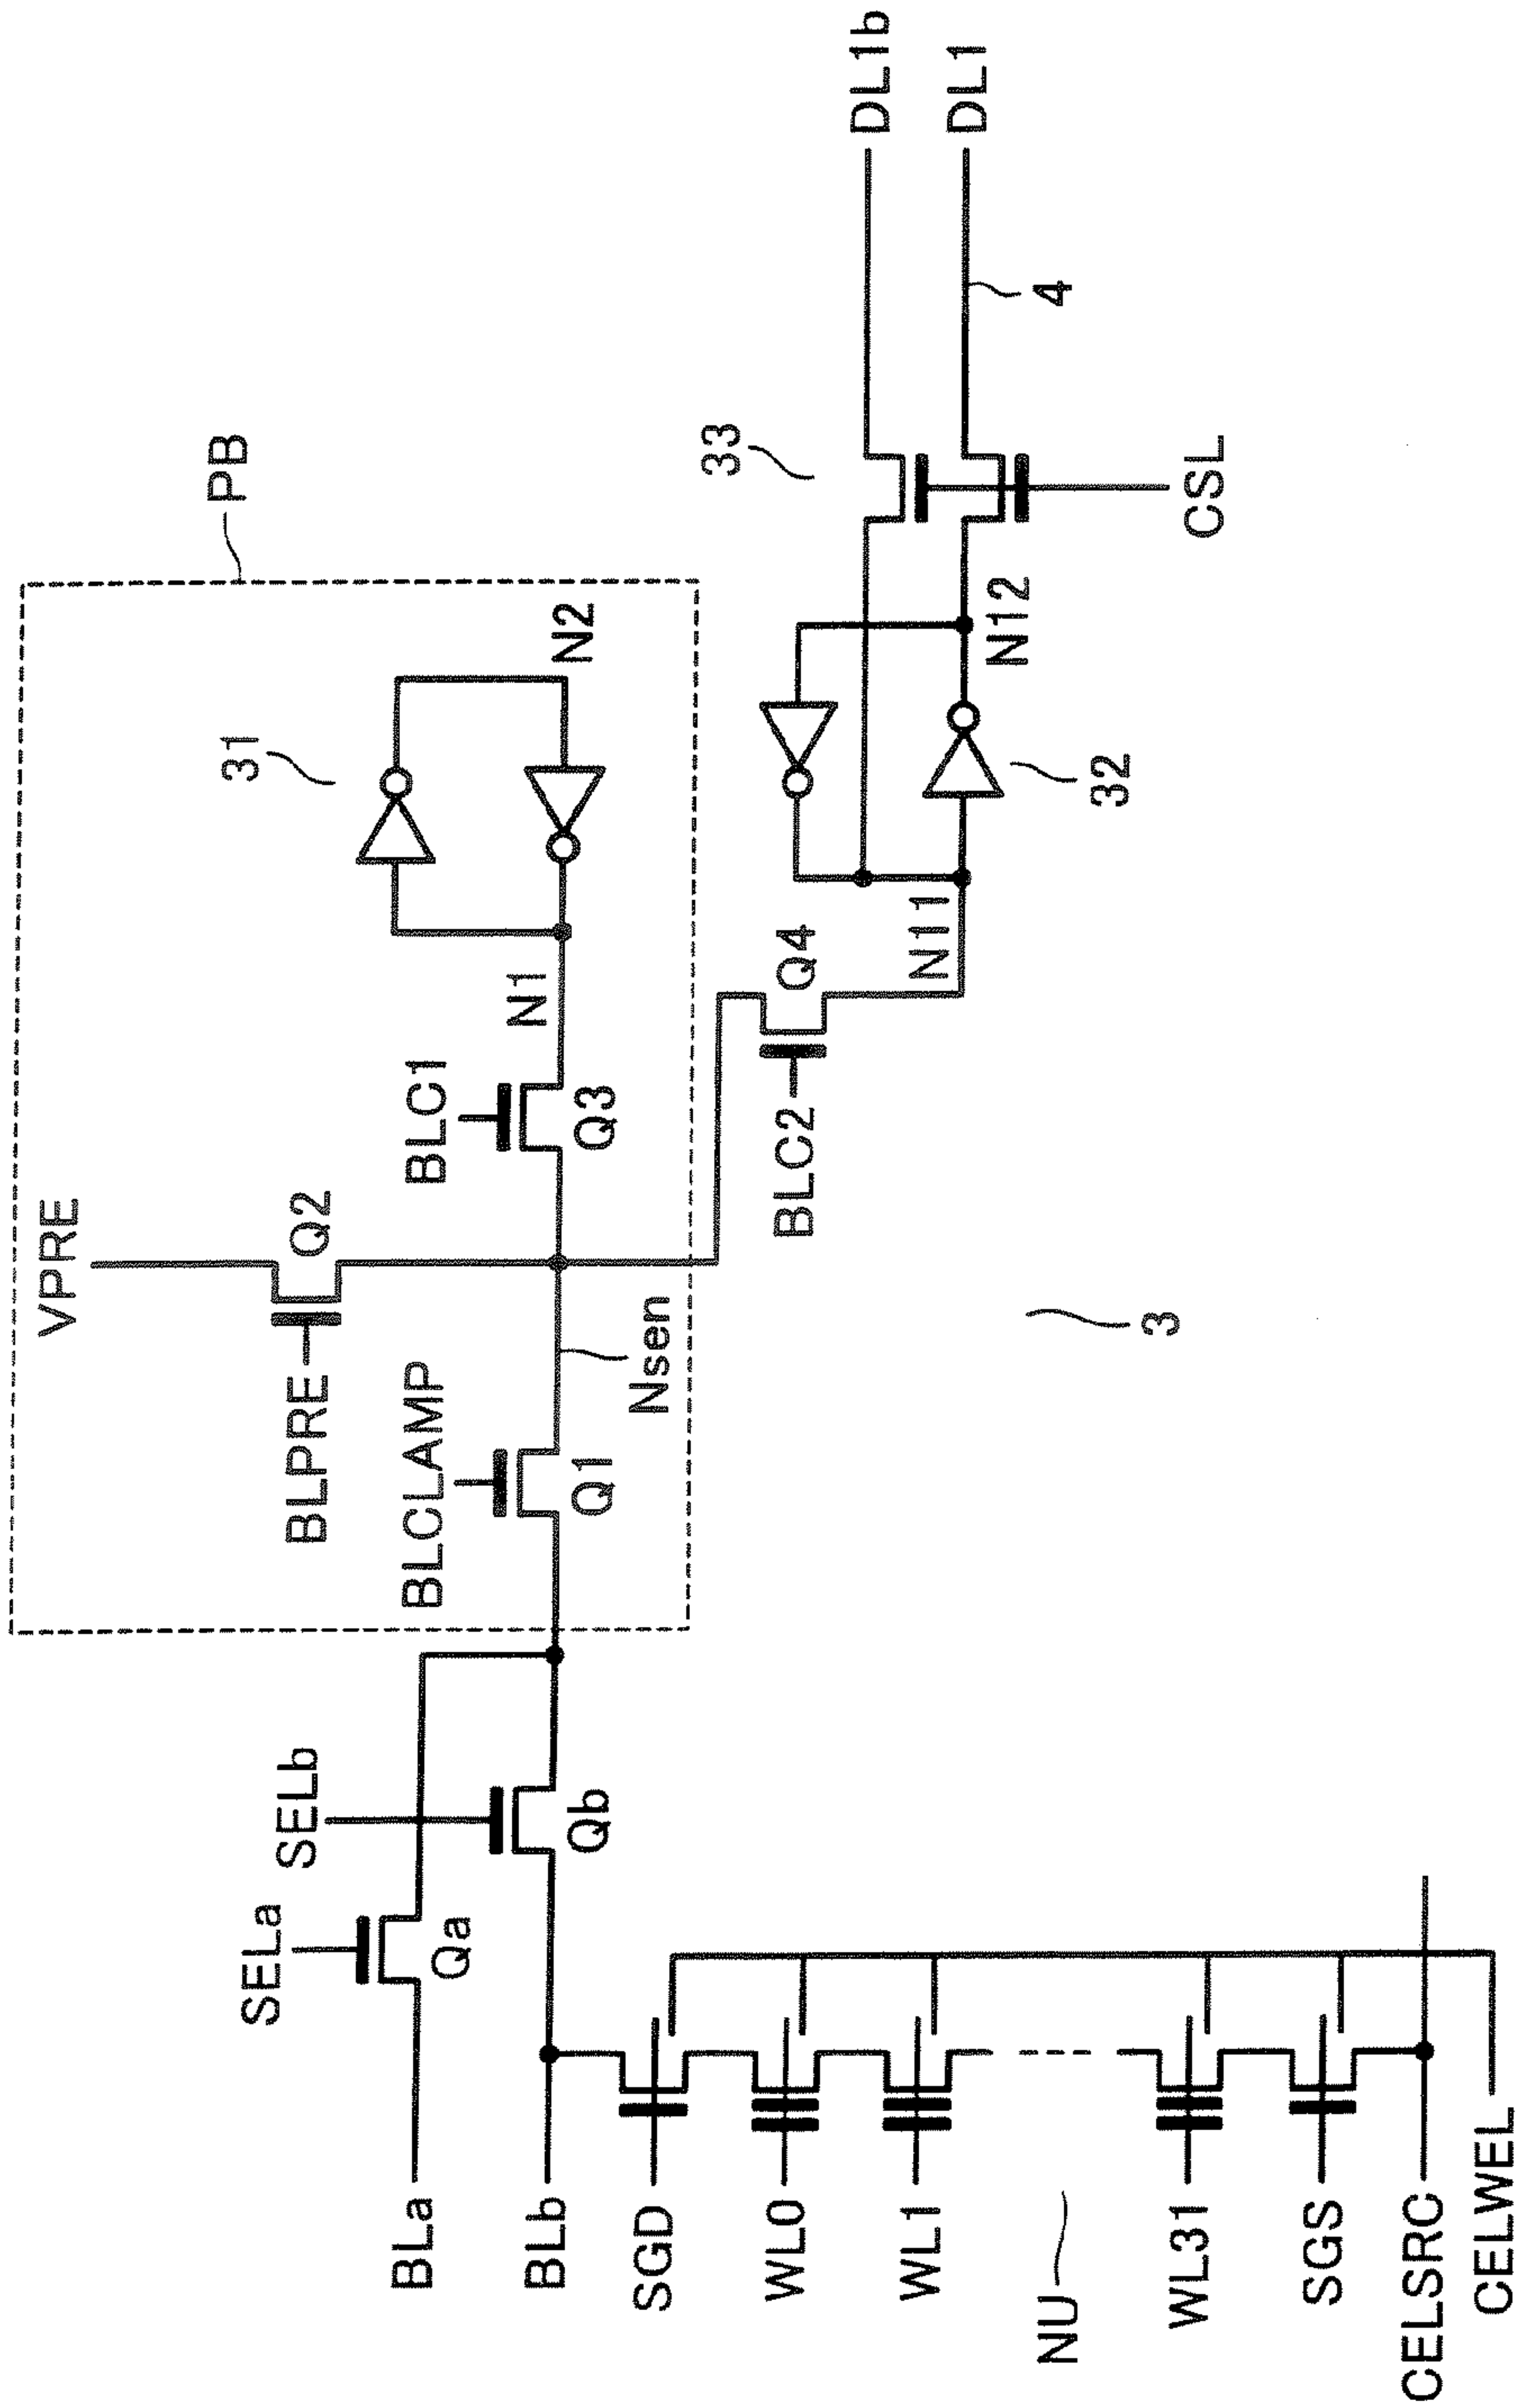 PB
VPRE
Q2
BLPRE
BLC1
31
N2
N1
Q3
BLCLAMP
Q1
Nsen
SELb
SELa
Qa
Qb
BLa
BLb
SGD
WL0
WL1
NU
WL31
SGS
CELSRC
CELWEL
BLC2
Q4
N11
N12
32
33
CSL
DL1b
DL1
4
3